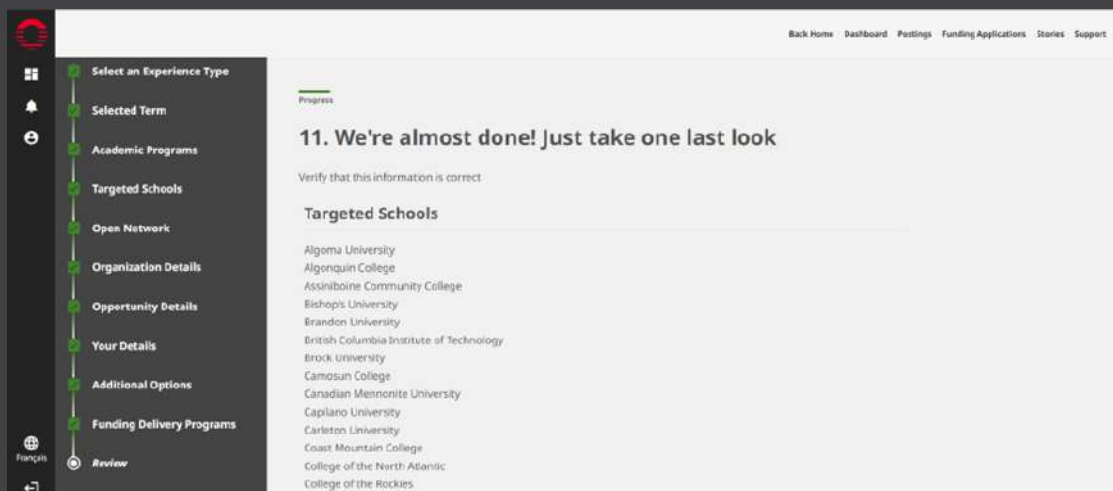 Back Home Dashboard Postings Funding Applications Stories Support
Select an Experience Type
Selected Term
Academic Programs
Targeted Schools
Open Network
Organization Details
Opportunity Details
Your Details
Additional Options
Funding Delivery Programs
Review
Français
Progress
11. We're almost done! Just take one last look
Verify that this information is correct
Targeted Schools
Algoma University
Algonquin College
Assiniboine Community College
Bishop's University
Brandon University
British Columbia Institute of Technology
Brock University
Camosun College
Canadian Mennonite University
Capilano University
Carleton University
Coast Mountain College
College of the North Atlantic
College of the Rockies